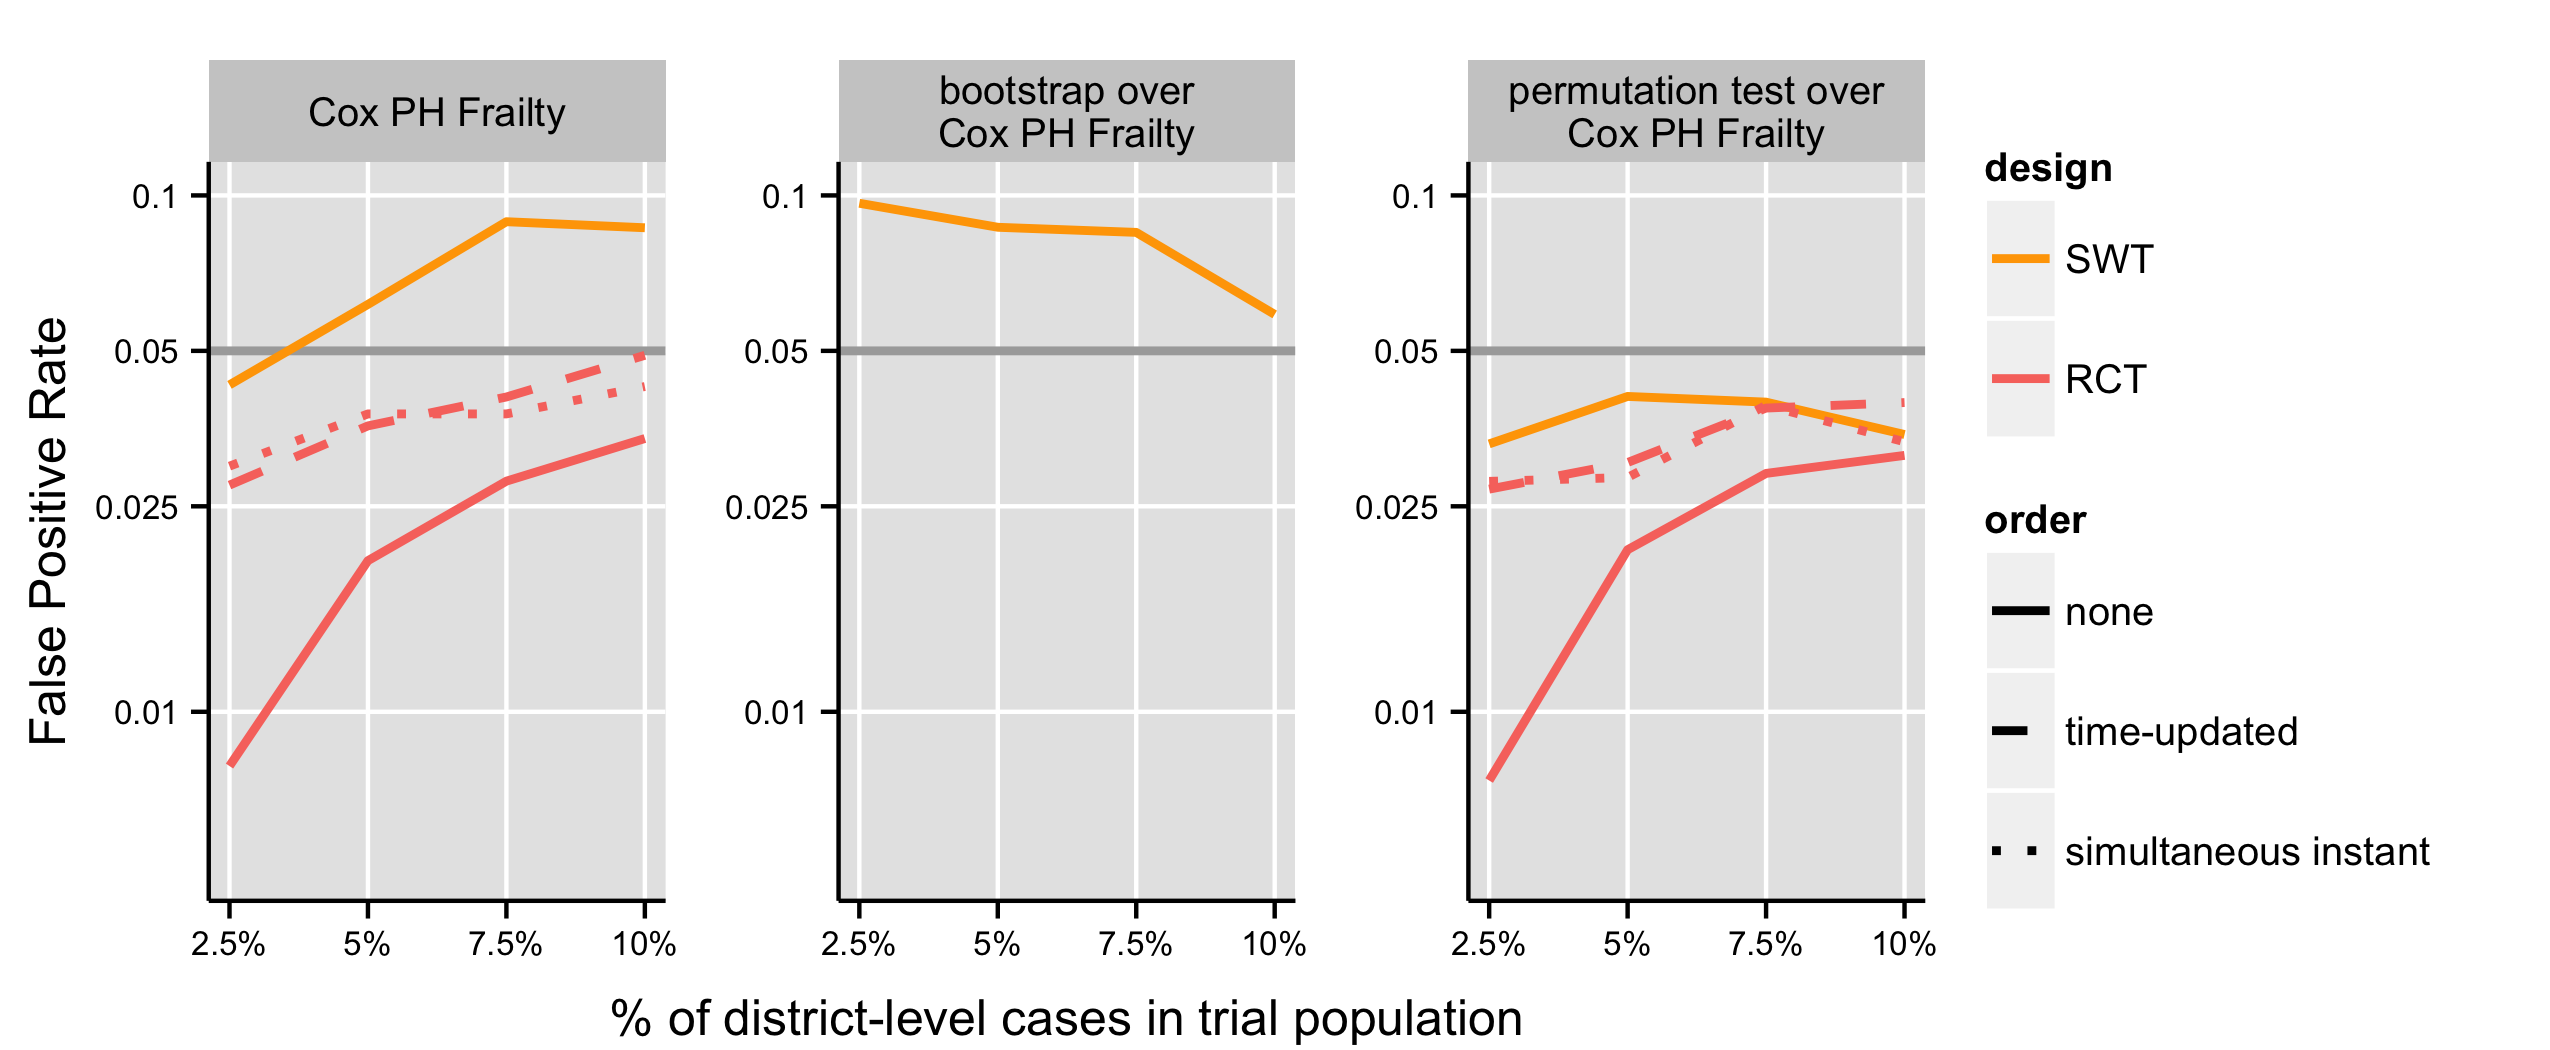 Cox PH Frailty
bootstrap over
Cox PH Frailty
permutation test over
Cox PH Frailty
False Positive Rate
0.1
0.05
0.025
0.01
0.1
0.05
0.025
0.01
0.1
0.05
0.025
0.01
2.5% 5% 7.5% 10%
2.5% 5% 7.5% 10%
2.5% 5% 7.5% 10%
% of district-level cases in trial population
design
SWT
RCT
order
none
time-updated
simultaneous instant